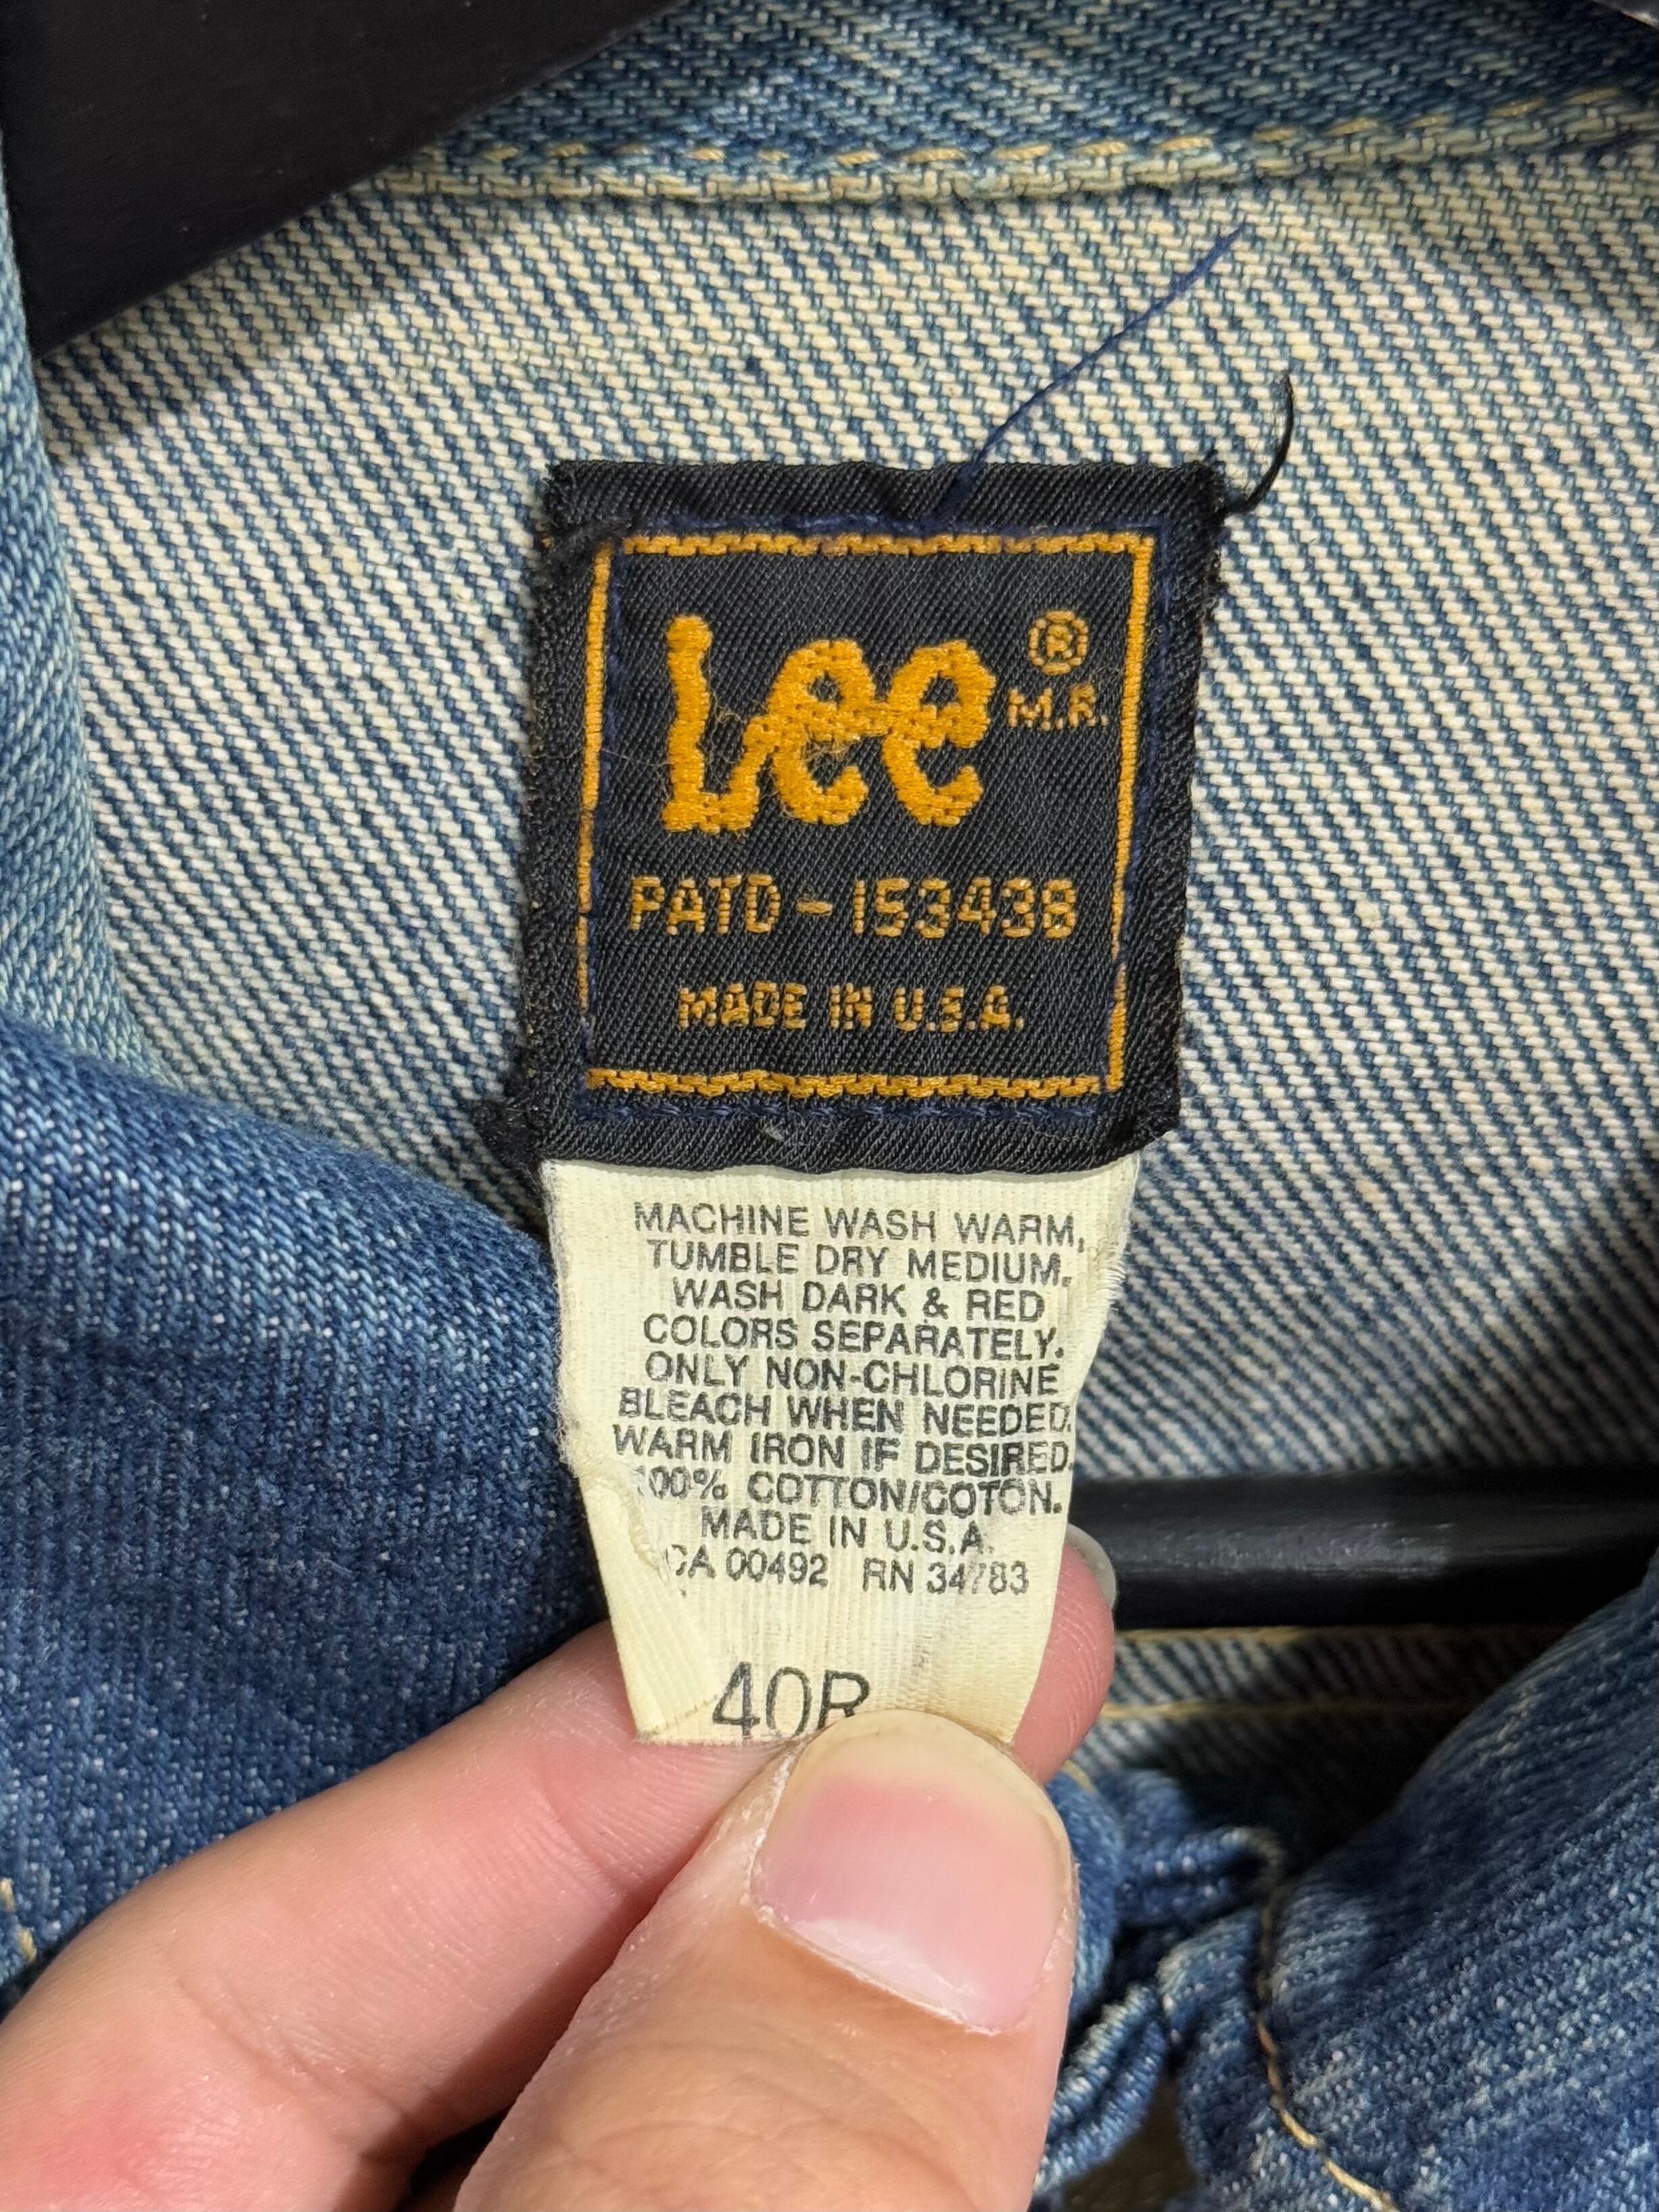 Lee ®
M.R.
PATD-153438
MADE IN U.S.A.
MACHINE WASH WARM,
TUMBLE DRY MEDIUM.
WASH DARK & RED
COLORS SEPARATELY.
ONLY NON-CHLORINE
BLEACH WHEN NEEDED.
WARM IRON IF DESIRED.
100% COTTON/COTON.
MADE IN U.S.A.
CA 00492 RN 34783
40R